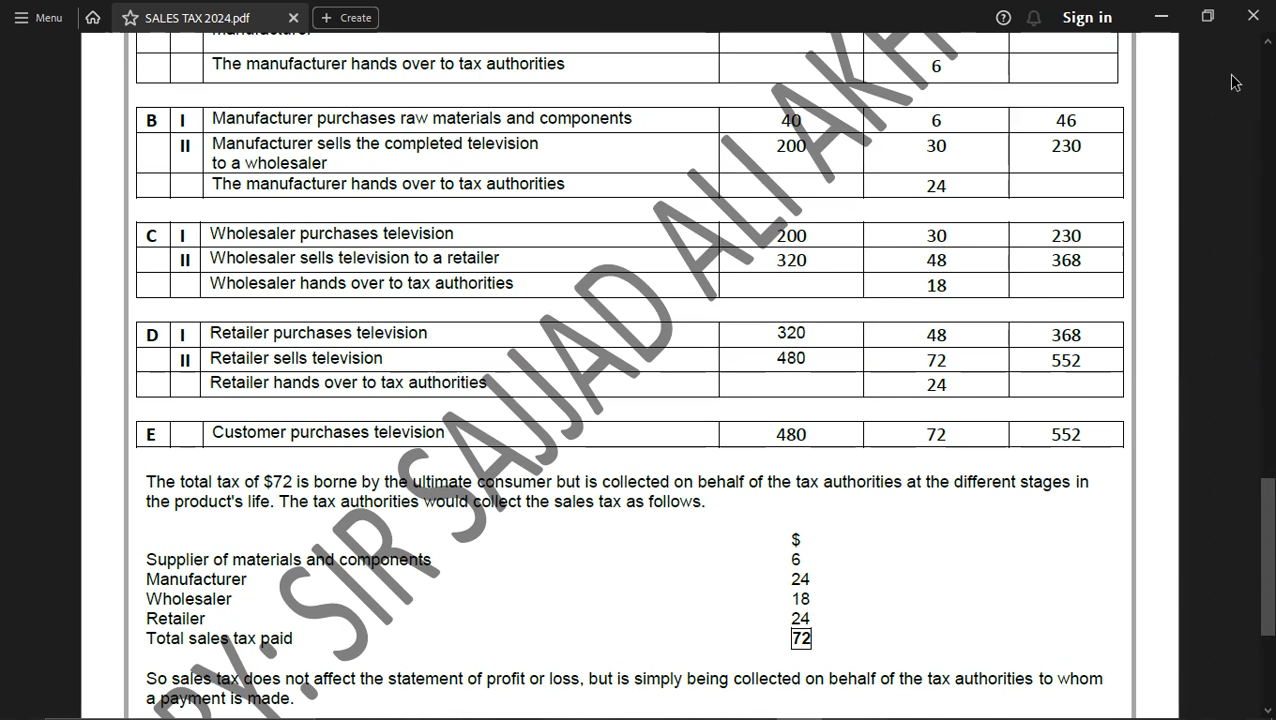 Menu SALES TAX 2024.pdf Create Sign in
manufacturer
The manufacturer hands over to tax authorities 6
B I Manufacturer purchases raw materials and components 40 6 46
II Manufacturer sells the completed television 200 30 230
to a wholesaler
The manufacturer hands over to tax authorities 24
C I Wholesaler purchases television 200 30 230
II Wholesaler sells television to a retailer 320 48 368
Wholesaler hands over to tax authorities 18
D I Retailer purchases television 320 48 368
II Retailer sells television 480 72 552
Retailer hands over to tax authorities 24
E Customer purchases television 480 72 552
The total tax of $72 is borne by the ultimate consumer but is collected on behalf of the tax authorities at the different stages in
the product's life. The tax authorities would collect the sales tax as follows.
$
Supplier of materials and components 6
Manufacturer 24
Wholesaler 18
Retailer 24
Total sales tax paid 72
So sales tax does not affect the statement of profit or loss, but is simply being collected on behalf of the tax authorities to whom
a payment is made.
BY: SIR SAJJAD ALI AKH